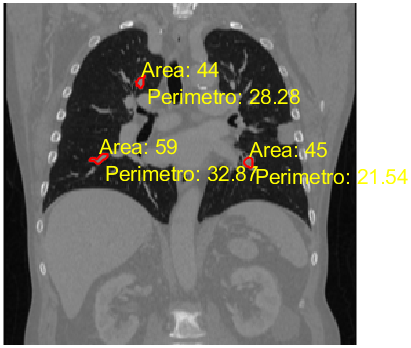 Area: 44
Perimetro: 28.28
Area: 59
Perimetro: 32.87
Area: 45
Perimetro: 21.54